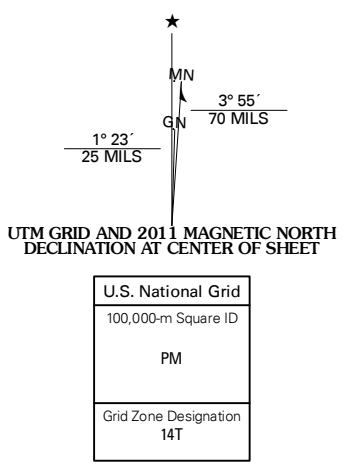 ★
MN
3° 55´
70 MILS
GN
1° 23´
25 MILS
UTM GRID AND 2011 MAGNETIC NORTH
DECLINATION AT CENTER OF SHEET
U.S. National Grid
100,000-m Square ID
PM
Grid Zone Designation
14T